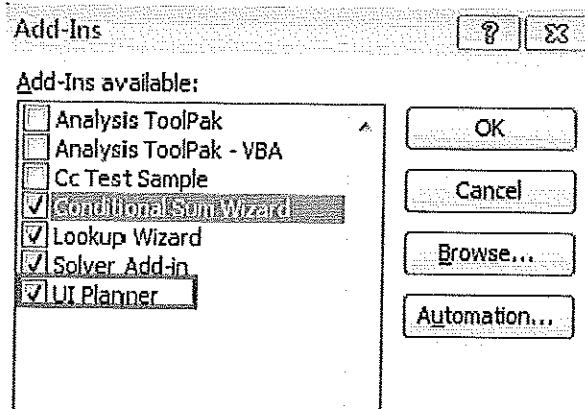 Add-Ins
Add-Ins available:
Analysis ToolPak
Analysis ToolPak - VBA
Cc Test Sample
Conditional Sum Wizard
Lookup Wizard
Solver Add-in
UI Planner
OK
Cancel
Browse...
Automation...